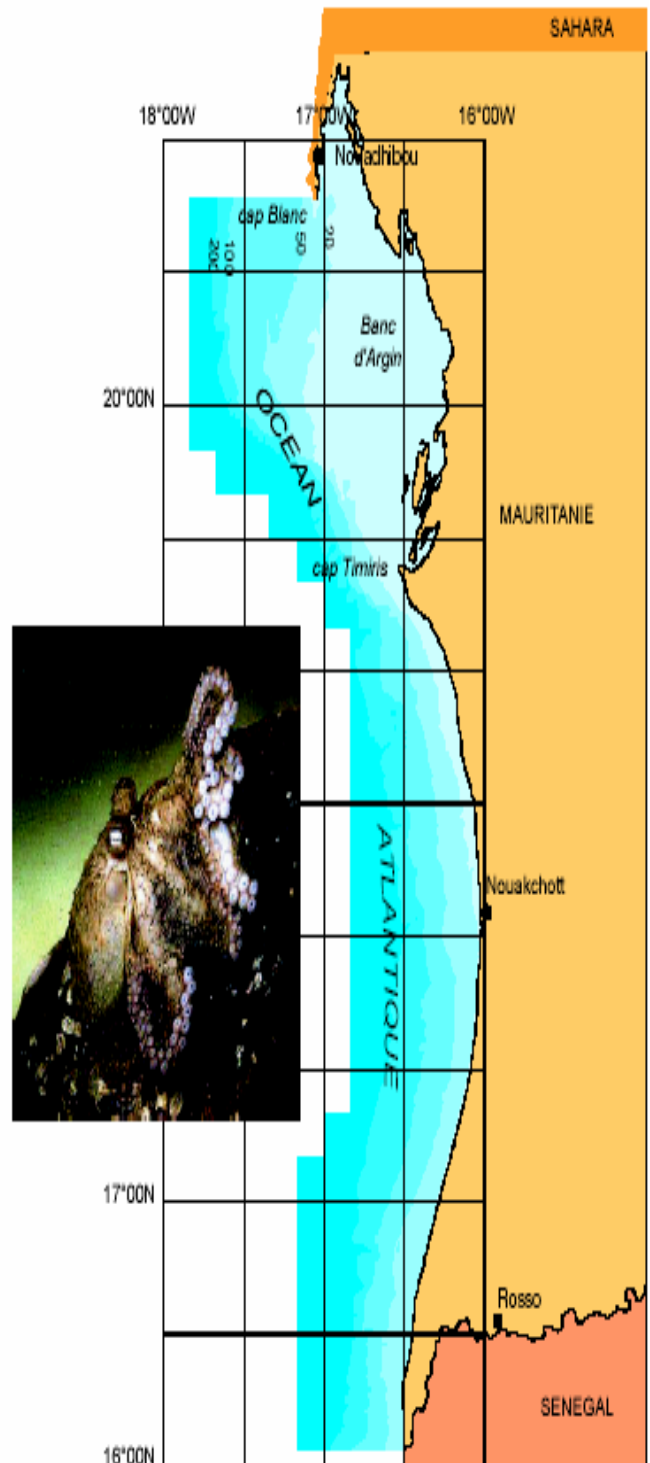 SAHARA
18°00W 17°00W 16°00W
Nouadhibou
cap Blanc
200 100 50 20
Banc
d'Argin
20°00N
OCEAN
MAURITANIE
cap Timiris
ATLANTIQUE
Nouakchott
17°00N
Rosso
SENEGAL
16°00N